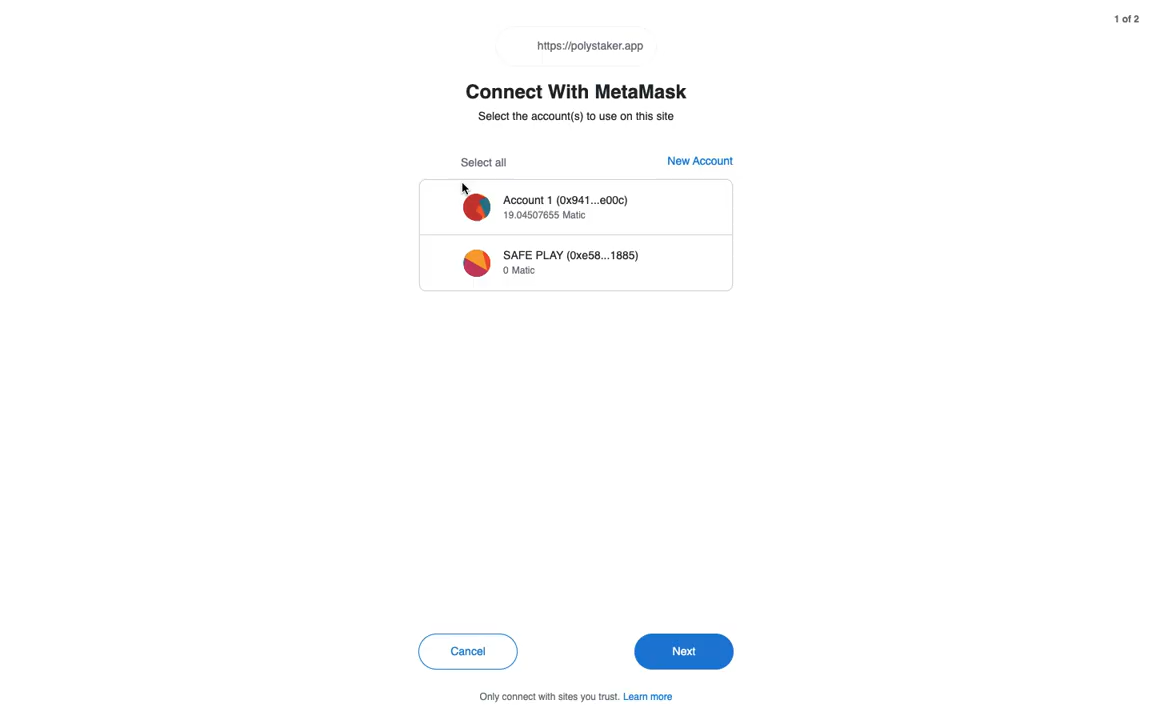 1 of 2
https://polystaker.app
Connect With MetaMask
Select the account(s) to use on this site
Select all
New Account
Account 1 (0x941...e00c)
19.04507655 Matic
SAFE PLAY (0xe58...1885)
0 Matic
Cancel
Next
Only connect with sites you trust. Learn more